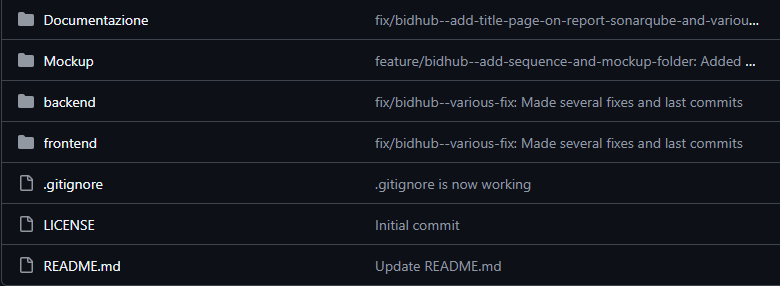 Documentazione fix/bidhub--add-title-page-on-report-sonarqube-and-variou...
Mockup feature/bidhub--add-sequence-and-mockup-folder: Added ...
backend fix/bidhub--various-fix: Made several fixes and last commits
frontend fix/bidhub--various-fix: Made several fixes and last commits
.gitignore .gitignore is now working
LICENSE Initial commit
README.md Update README.md